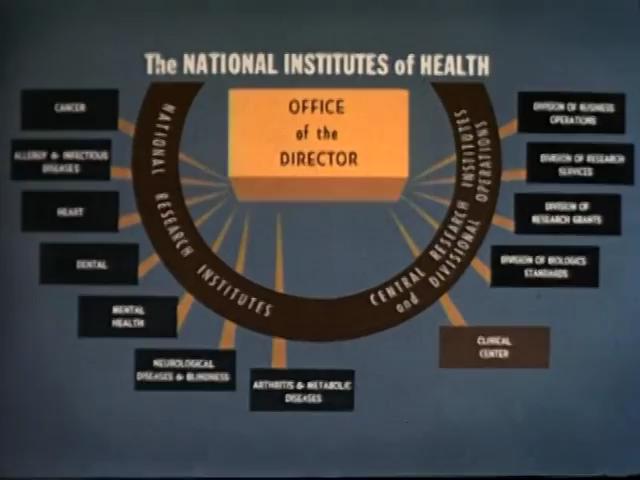 The NATIONAL INSTITUTES of HEALTH
OFFICE
of the
DIRECTOR
NATIONAL RESEARCH INSTITUTES
CENTRAL RESEARCH INSTITUTES
and DIVISIONAL OPERATIONS
CANCER
ALLERGY & INFECTIOUS
DISEASES
HEART
DENTAL
MENTAL
HEALTH
NEUROLOGICAL
DISEASES & BLINDNESS
ARTHRITIS & METABOLIC
DISEASES
DIVISION OF BUSINESS
OPERATIONS
DIVISION OF RESEARCH
SERVICES
DIVISION OF
RESEARCH GRANTS
DIVISION OF BIOLOGICS
STANDARDS
CLINICAL
CENTER